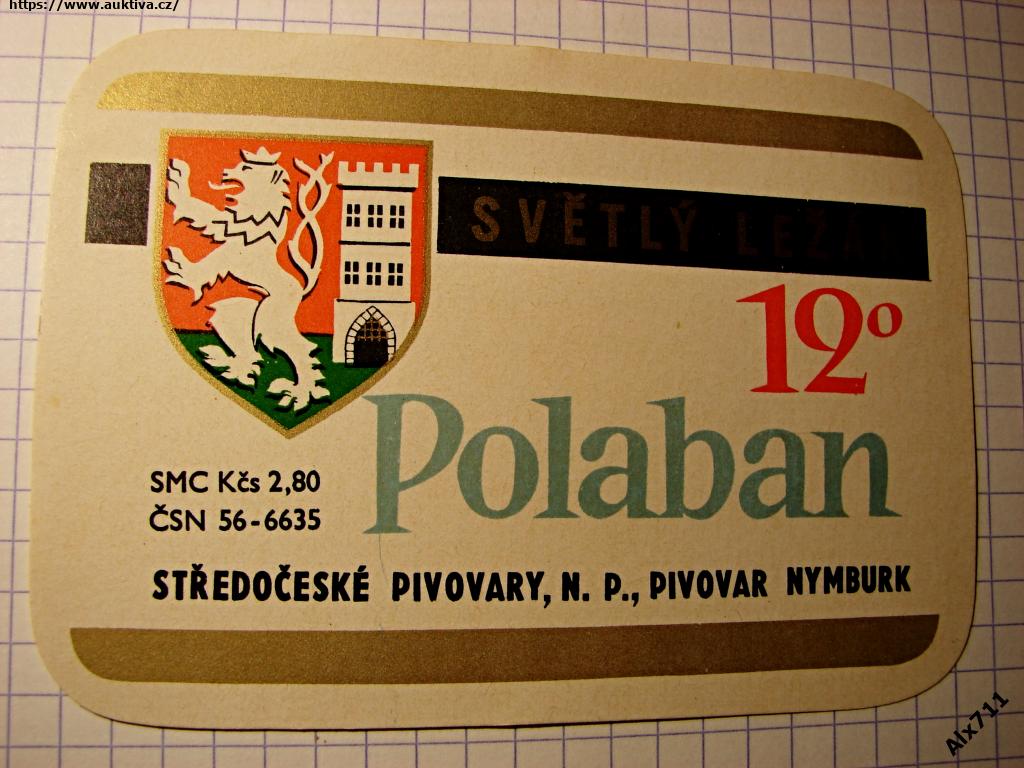 https://www.auktiva.cz/
SVĚTLÝ LEŽÁK
12°
Polaban
SMC Kčs 2,80
ČSN 56-6635
STŘEDOČESKÉ PIVOVARY, N. P., PIVOVAR NYMBURK
Alx711